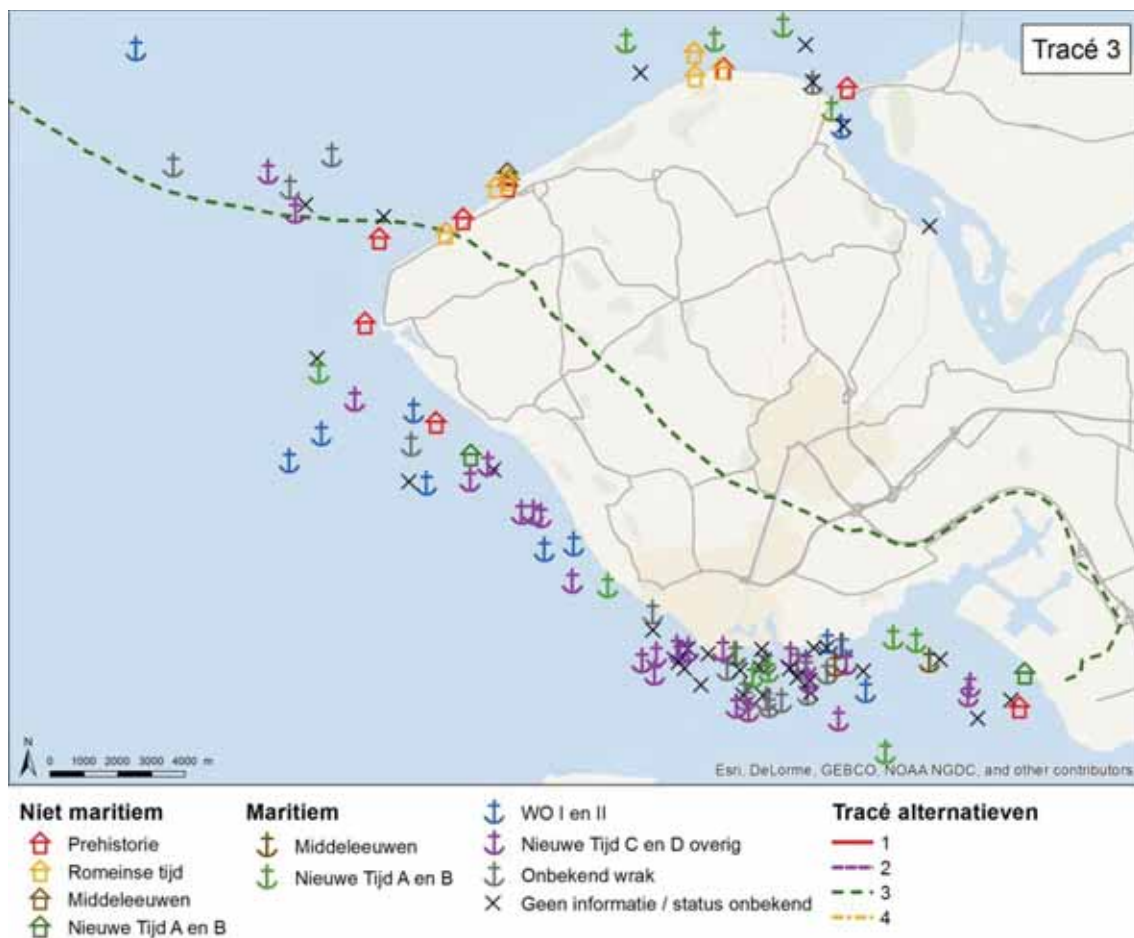 Tracé 3
N
0 1000 2000 3000 4000 m
Esri, DeLorme, GEBCO, NOAA NGDC, and other contributors
Niet maritiem
Prehistorie
Romeinse tijd
Middeleeuwen
Nieuwe Tijd A en B
Maritiem
Middeleeuwen
Nieuwe Tijd A en B
WO I en II
Nieuwe Tijd C en D overig
Onbekend wrak
Geen informatie / status onbekend
Tracé alternatieven
1
2
3
4